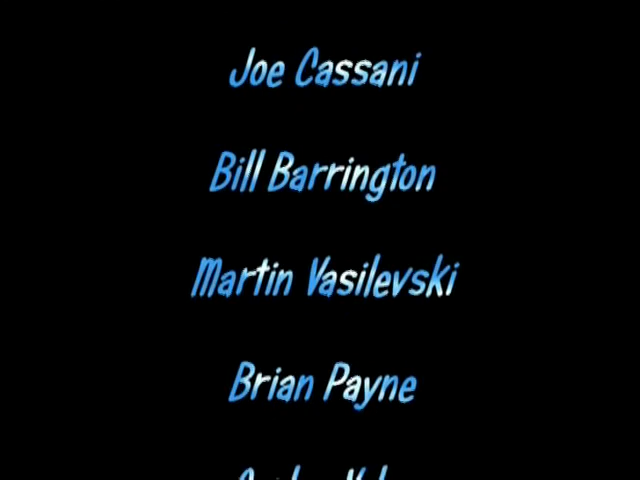 Joe Cassani
Bill Barrington
Martin Vasilevski
Brian Payne